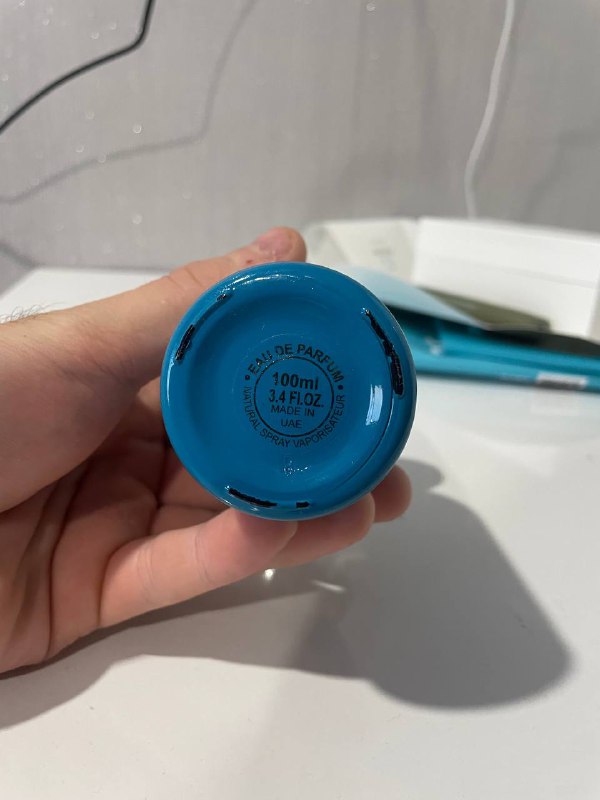 • EAU DE PARFUM •
100ml
3.4 FL.OZ.
MADE IN
UAE
NATURAL SPRAY VAPORISATEUR